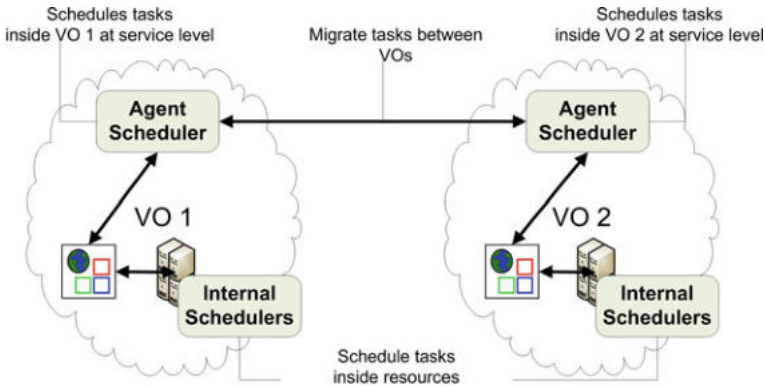 Schedules tasks
inside VO 1 at service level
Migrate tasks between
VOs
Schedules tasks
inside VO 2 at service level
Agent
Scheduler
Agent
Scheduler
VO 1
VO 2
Internal
Schedulers
Internal
Schedulers
Schedule tasks
inside resources